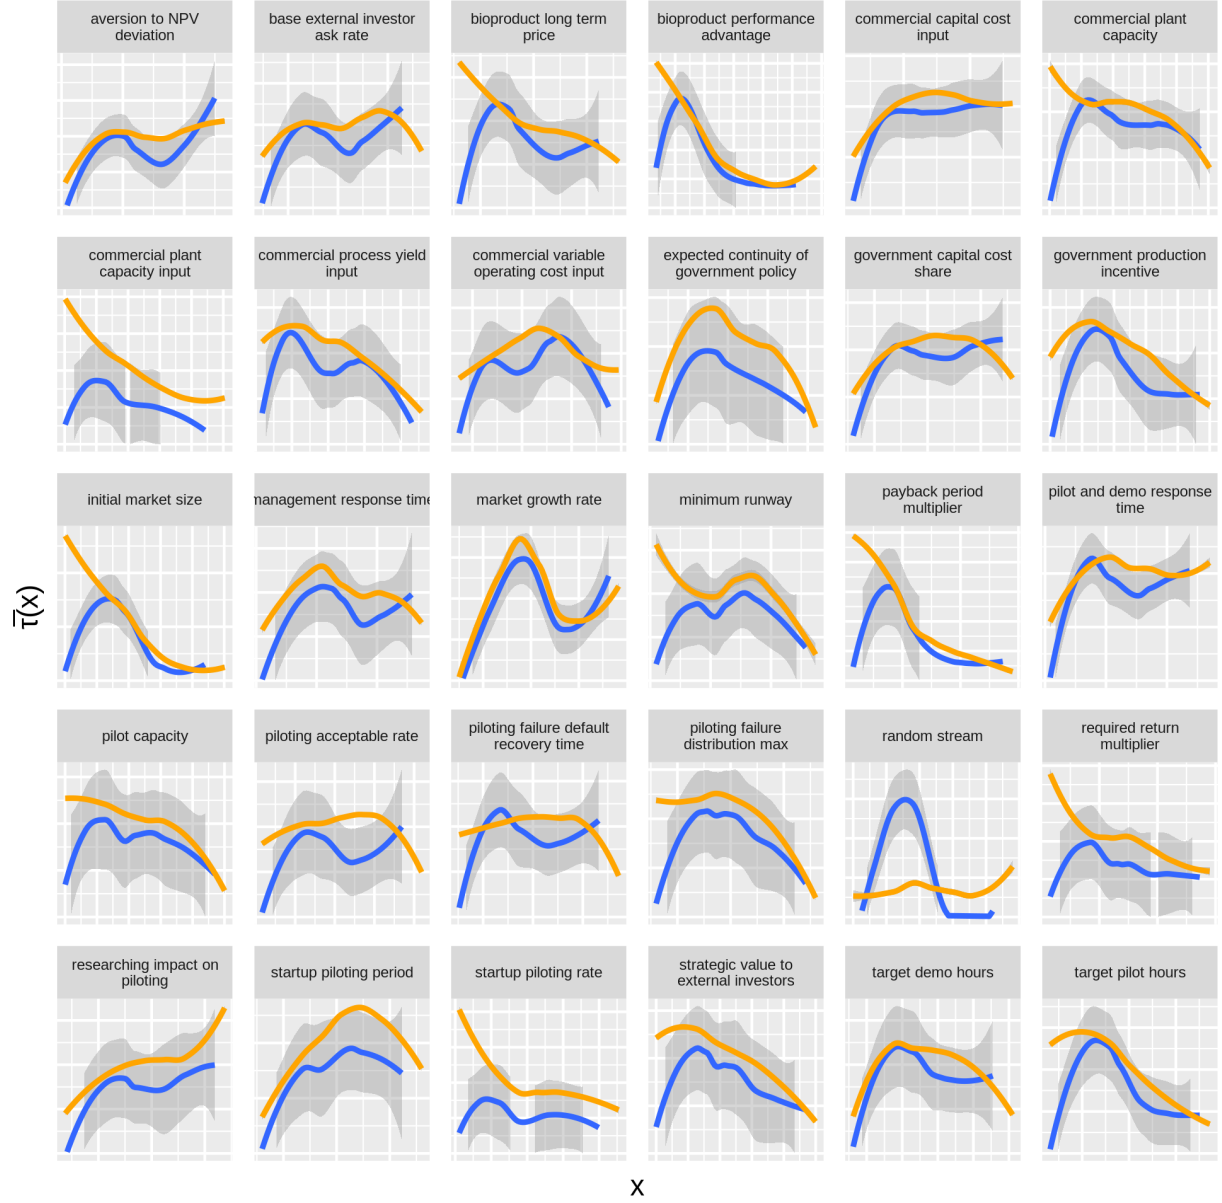 aversion to NPV
deviation
base external investor
ask rate
bioproduct long term
price
bioproduct performance
advantage
commercial capital cost
input
commercial plant
capacity
commercial plant
capacity input
commercial process yield
input
commercial variable
operating cost input
expected continuity of
government policy
government capital cost
share
government production
incentive
initial market size
management response time
market growth rate
minimum runway
payback period
multiplier
pilot and demo response
time
pilot capacity
piloting acceptable rate
piloting failure default
recovery time
piloting failure
distribution max
random stream
required return
multiplier
researching impact on
piloting
startup piloting period
startup piloting rate
strategic value to
external investors
target demo hours
target pilot hours
τ̅(x)
x